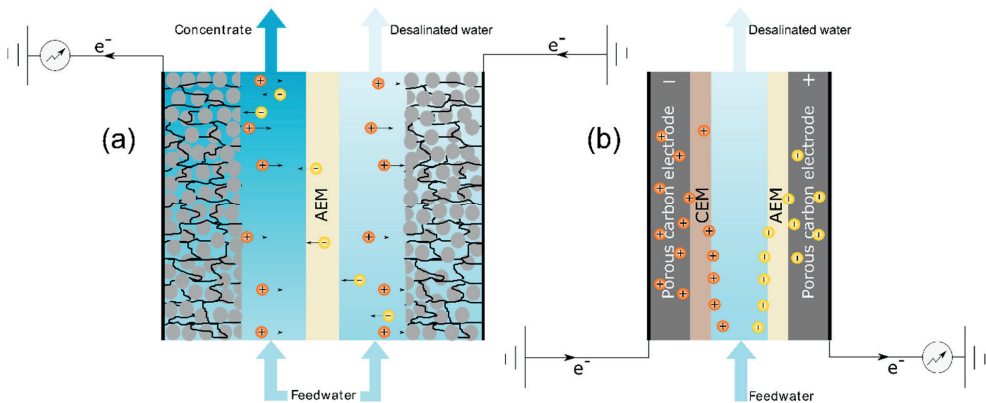 Concentrate
Desalinated water
e-
e-
(a)
AEM
Feedwater
Desalinated water
(b)
Porous carbon electrode
−
CEM
AEM
Porous carbon electrode
+
e-
e-
Feedwater